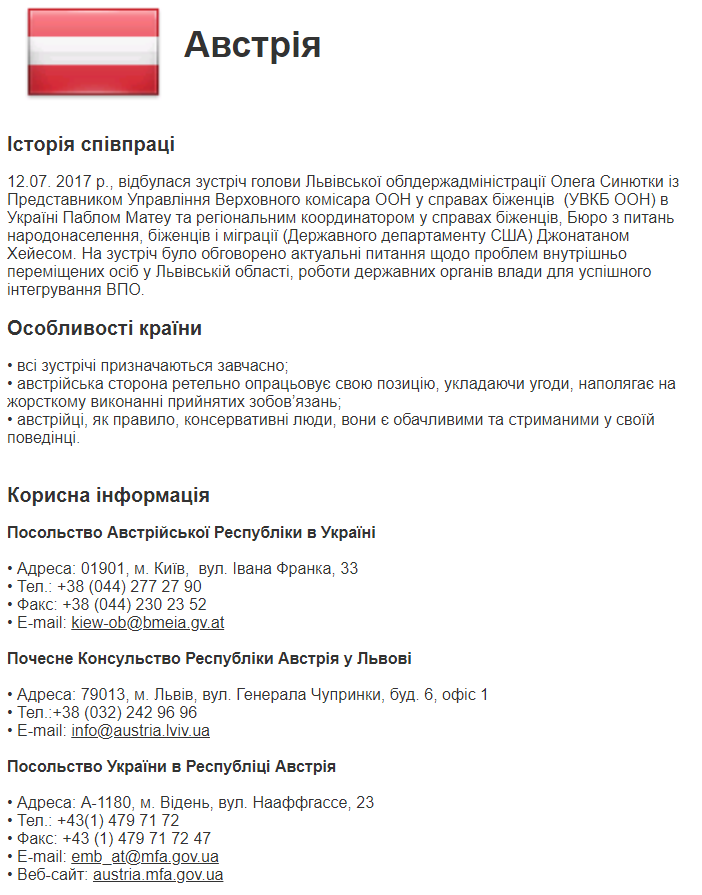 Австрія
Історія співпраці
12.07. 2017 р., відбулася зустріч голови Львівської облдержадміністрації Олега Синютки із
Представником Управління Верховного комісара ООН у справах біженців  (УВКБ ООН) в
Україні Паблом Матеу та регіональним координатором у справах біженців, Бюро з питань
народонаселення, біженців і міграції (Державного департаменту США) Джонатаном
Хейесом. На зустріч було обговорено актуальні питання щодо проблем внутрішньо
переміщених осіб у Львівській області, роботи державних органів влади для успішного
інтегрування ВПО.
Особливості країни
• всі зустрічі призначаються завчасно;
• австрійська сторона ретельно опрацьовує свою позицію, укладаючи угоди, наполягає на
жорсткому виконанні прийнятих зобов’язань;
• австрійці, як правило, консервативні люди, вони є обачливими та стриманими у своїй
поведінці.
Корисна інформація
Посольство Австрійської Республіки в Україні
• Адреса: 01901, м. Київ,  вул. Івана Франка, 33
• Тел.: +38 (044) 277 27 90
• Факс: +38 (044) 230 23 52
• E-mail: kiew-ob@bmeia.gv.at
Почесне Консульство Республіки Австрія у Львові
• Адреса: 79013, м. Львів, вул. Генерала Чупринки, буд. 6, офіс 1
• Тел.:+38 (032) 242 96 96
• E-mail: info@austria.lviv.ua
Посольство України в Республіці Австрія
• Адреса: А-1180, м. Відень, вул. Нааффгассе, 23
• Тел.: +43(1) 479 71 72
• Факс: +43 (1) 479 71 72 47
• E-mail: emb_at@mfa.gov.ua
• Веб-сайт: austria.mfa.gov.ua